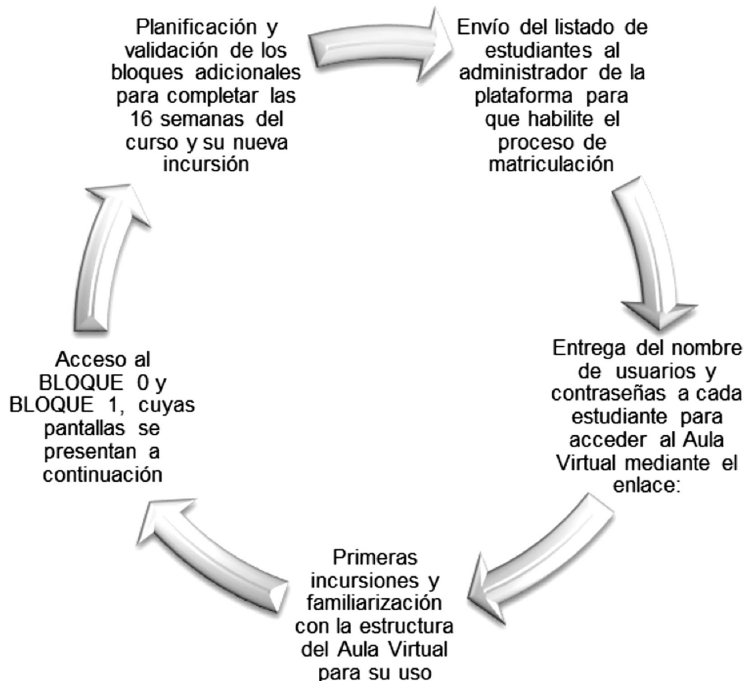 Planificación y
validación de los
bloques adicionales
para completar las
16 semanas del
curso y su nueva
incursión
Envío del listado de
estudiantes al
administrador de la
plataforma para
que habilite el
proceso de
matriculación
Entrega del nombre
de usuarios y
contraseñas a cada
estudiante para
acceder al Aula
Virtual mediante el
enlace:
Primeras
incursiones y
familiarización
con la estructura
del Aula Virtual
para su uso
Acceso al
BLOQUE 0 y
BLOQUE 1, cuyas
pantallas se
presentan a
continuación